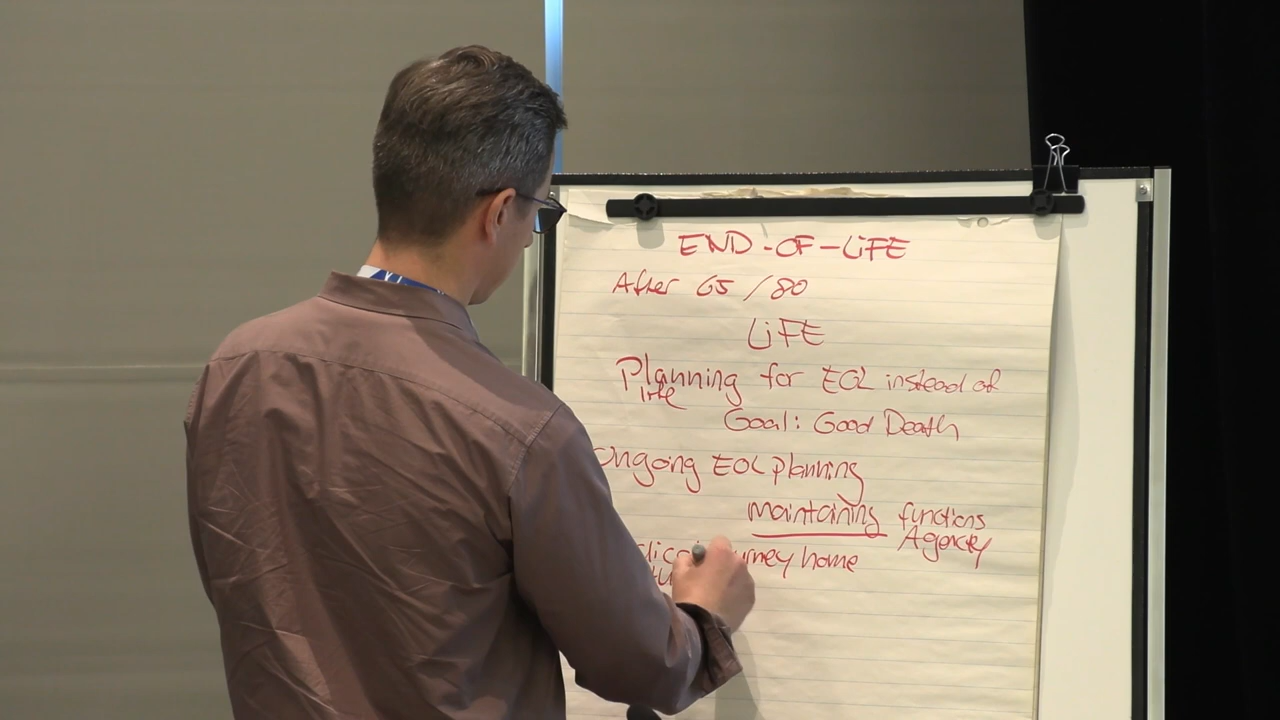 END-OF-LiFE
After 65 /80
LiFE
Planning for EOL instead of
life
Goal: Good Death
Ongoing EOL planning
maintaining functions
Agency
home